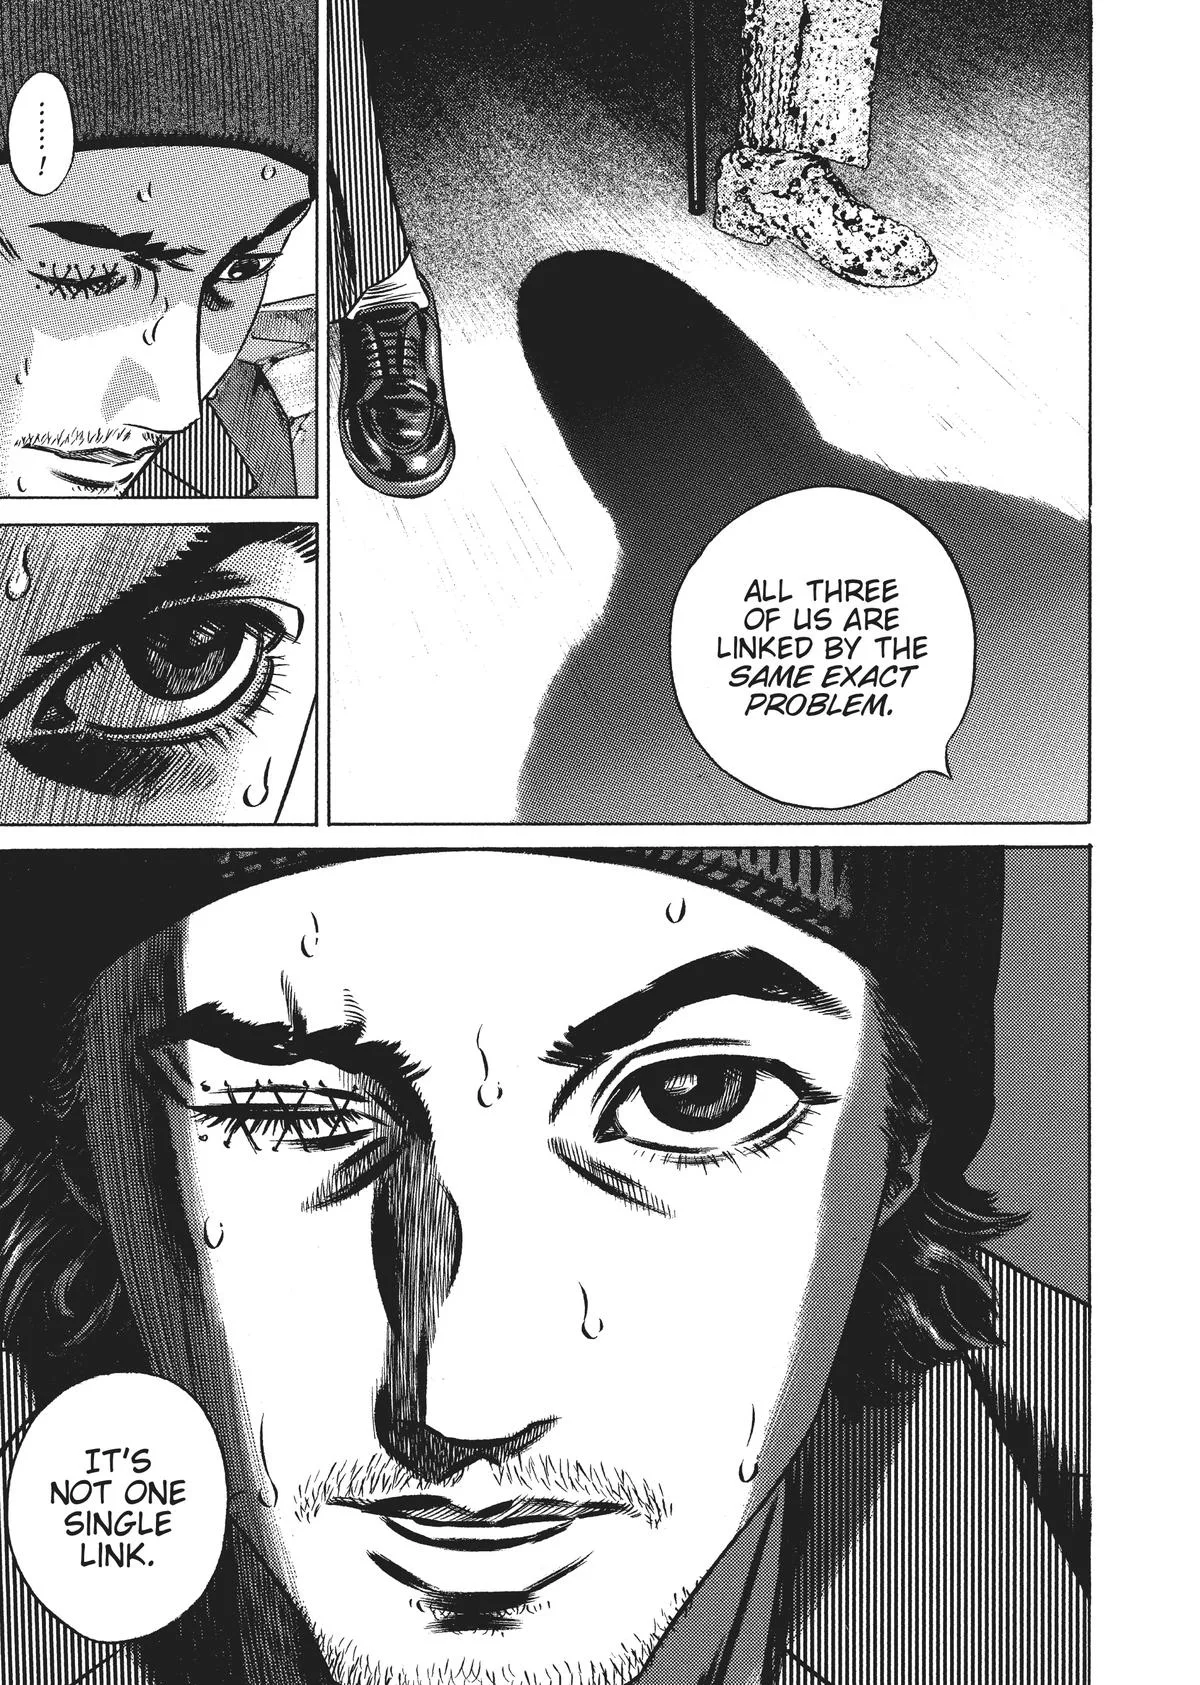 ALL THREE
OF US ARE
LINKED BY THE
SAME EXACT
PROBLEM.
........!
IT'S
NOT ONE
SINGLE
LINK.